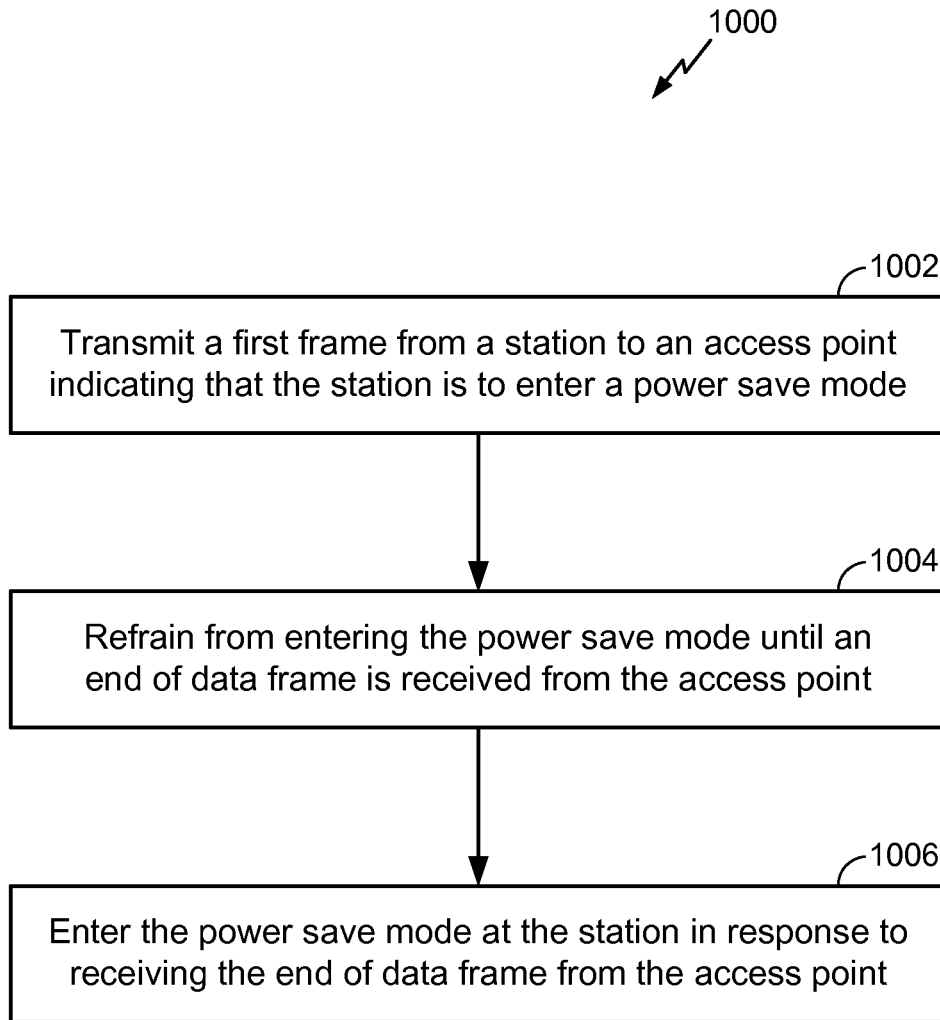 1000
1002
Transmit a first frame from a station to an access point
indicating that the station is to enter a power save mode
1004
Refrain from entering the power save mode until an
end of data frame is received from the access point
1006
Enter the power save mode at the station in response to
receiving the end of data frame from the access point